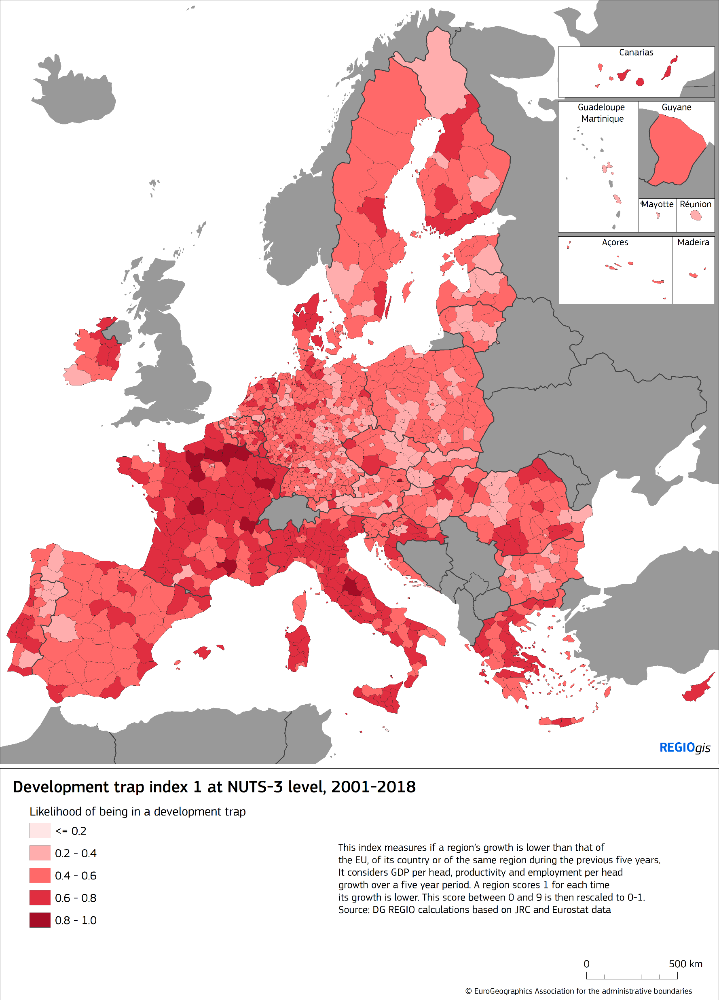 Canarias
Guadeloupe
Martinique
Guyane
Mayotte
Réunion
Açores
Madeira
REGIOgis
Development trap index 1 at NUTS-3 level, 2001-2018
Likelihood of being in a development trap
<= 0.2
0.2 - 0.4
0.4 - 0.6
0.6 - 0.8
0.8 - 1.0
This index measures if a region's growth is lower than that of
the EU, of its country or of the same region during the previous five years.
It considers GDP per head, productivity and employment per head
growth over a five year period. A region scores 1 for each time
its growth is lower. This score between 0 and 9 is then rescaled to 0-1.
Source: DG REGIO calculations based on JRC and Eurostat data
0 500 km
© EuroGeographics Association for the administrative boundaries